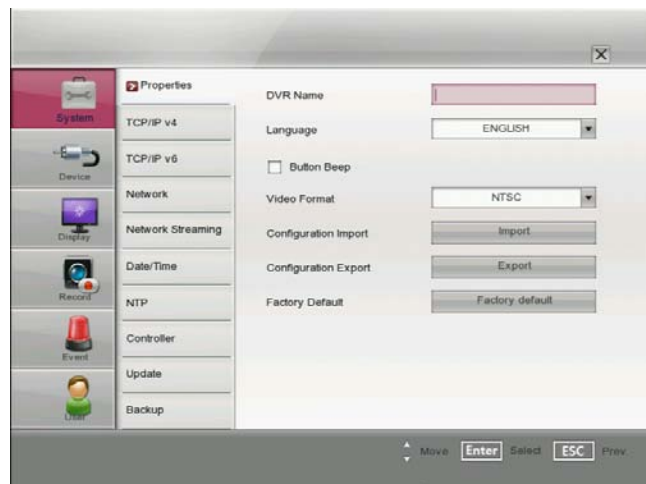 System
Device
Display
Record
Event
User
Properties
TCP/IP v4
TCP/IP v6
Network
Network Streaming
Date/Time
NTP
Controller
Update
Backup
DVR Name
Language
ENGLISH
Button Beep
Video Format
NTSC
Configuration Import
Import
Configuration Export
Export
Factory Default
Factory default
Move Enter Select ESC Prev.